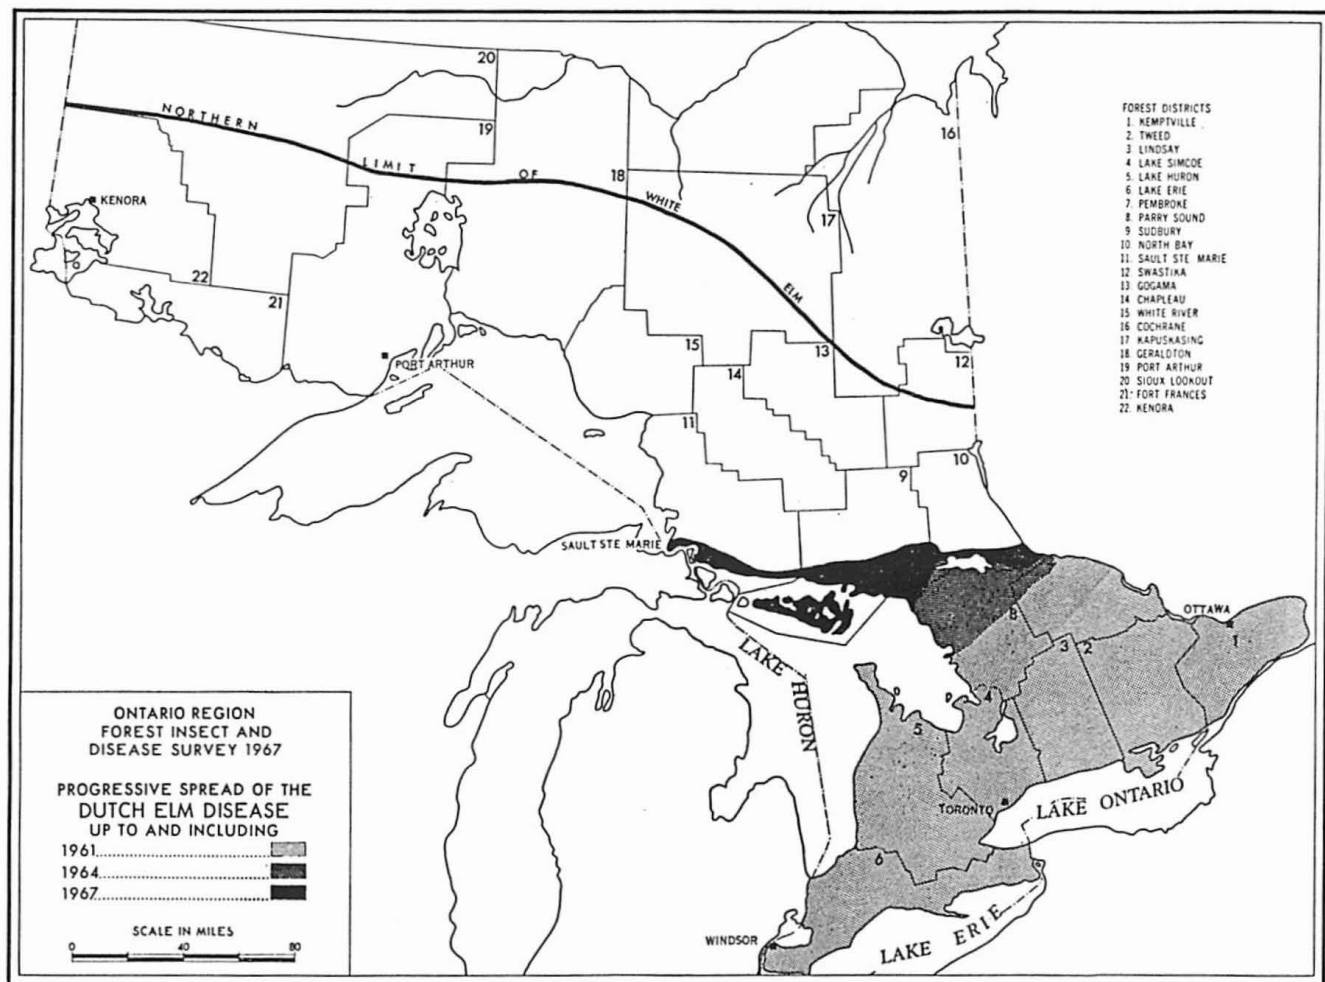 20
NORTHERN
19
LIMIT
OF
18
WHITE
ELM
16
17
KENORA
22
21
PORT ARTHUR
15
14
13
12
11
9
10
SAULT STE MARIE
8
3
2
OTTAWA
1
4
5
6
TORONTO
WINDSOR
LAKE HURON
LAKE ONTARIO
LAKE ERIE
FOREST DISTRICTS
1. KEMPTVILLE
2 TWEED
3 LINDSAY
4 LAKE SIMCOE
5 LAKE HURON
6 LAKE ERIE
7. PEMBROKE
8 PARRY SOUND
9 SUDBURY
10 NORTH BAY
11. SAULT STE MARIE
12 SWASTIKA
13 GOGAMA
14 CHAPLEAU
15 WHITE RIVER
16 COCHRANE
17 KAPUSKASING
18 GERALDTON
19 PORT ARTHUR
20 SIOUX LOOKOUT
21. FORT FRANCES
22. KENORA
ONTARIO REGION
FOREST INSECT AND
DISEASE SURVEY 1967
PROGRESSIVE SPREAD OF THE
DUTCH ELM DISEASE
UP TO AND INCLUDING
1961
1964
1967
SCALE IN MILES
0 40 80